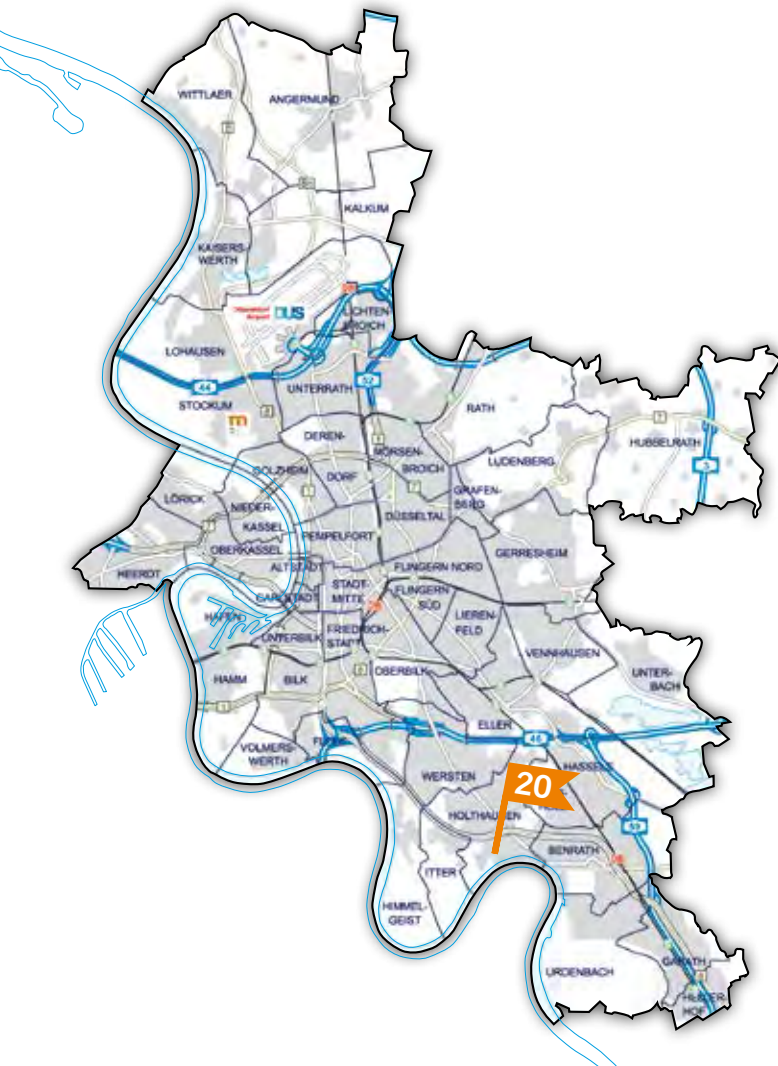 WITTLAER
ANGERMUND
KALKUM
KAISERS-
WERTH
Düsseldorf
Airport
DUS
LICHTEN-
BROICH
LOHAUSEN
44
52
UNTERRATH
STOCKUM
RATH
DEREN-
DORF
MÖRSEN-
BROICH
HUBBELRATH
3
LUDENBERG
GOLZHEIM
GRAFEN-
BERG
LÖRICK
NIEDER-
KASSEL
DÜSSELTAL
PEMPELFORT
OBERKASSEL
GERRESHEIM
HEERDT
ALTSTADT
FLINGERN NORD
STADT-
MITTE
FLINGERN
SÜD
CARLSTADT
HAFEN
LIEREN-
FELD
UNTERBILK
FRIEDRICH-
STADT
VENNHAUSEN
OBERBILK
UNTER-
BACH
HAMM
BILK
ELLER
46
VOLMERS-
WERTH
HASSELS
WERSTEN
20
HOLTHAUSEN
59
BENRATH
ITTER
HIMMEL-
GEIST
URDENBACH
GARATH
HELLER-
HOF